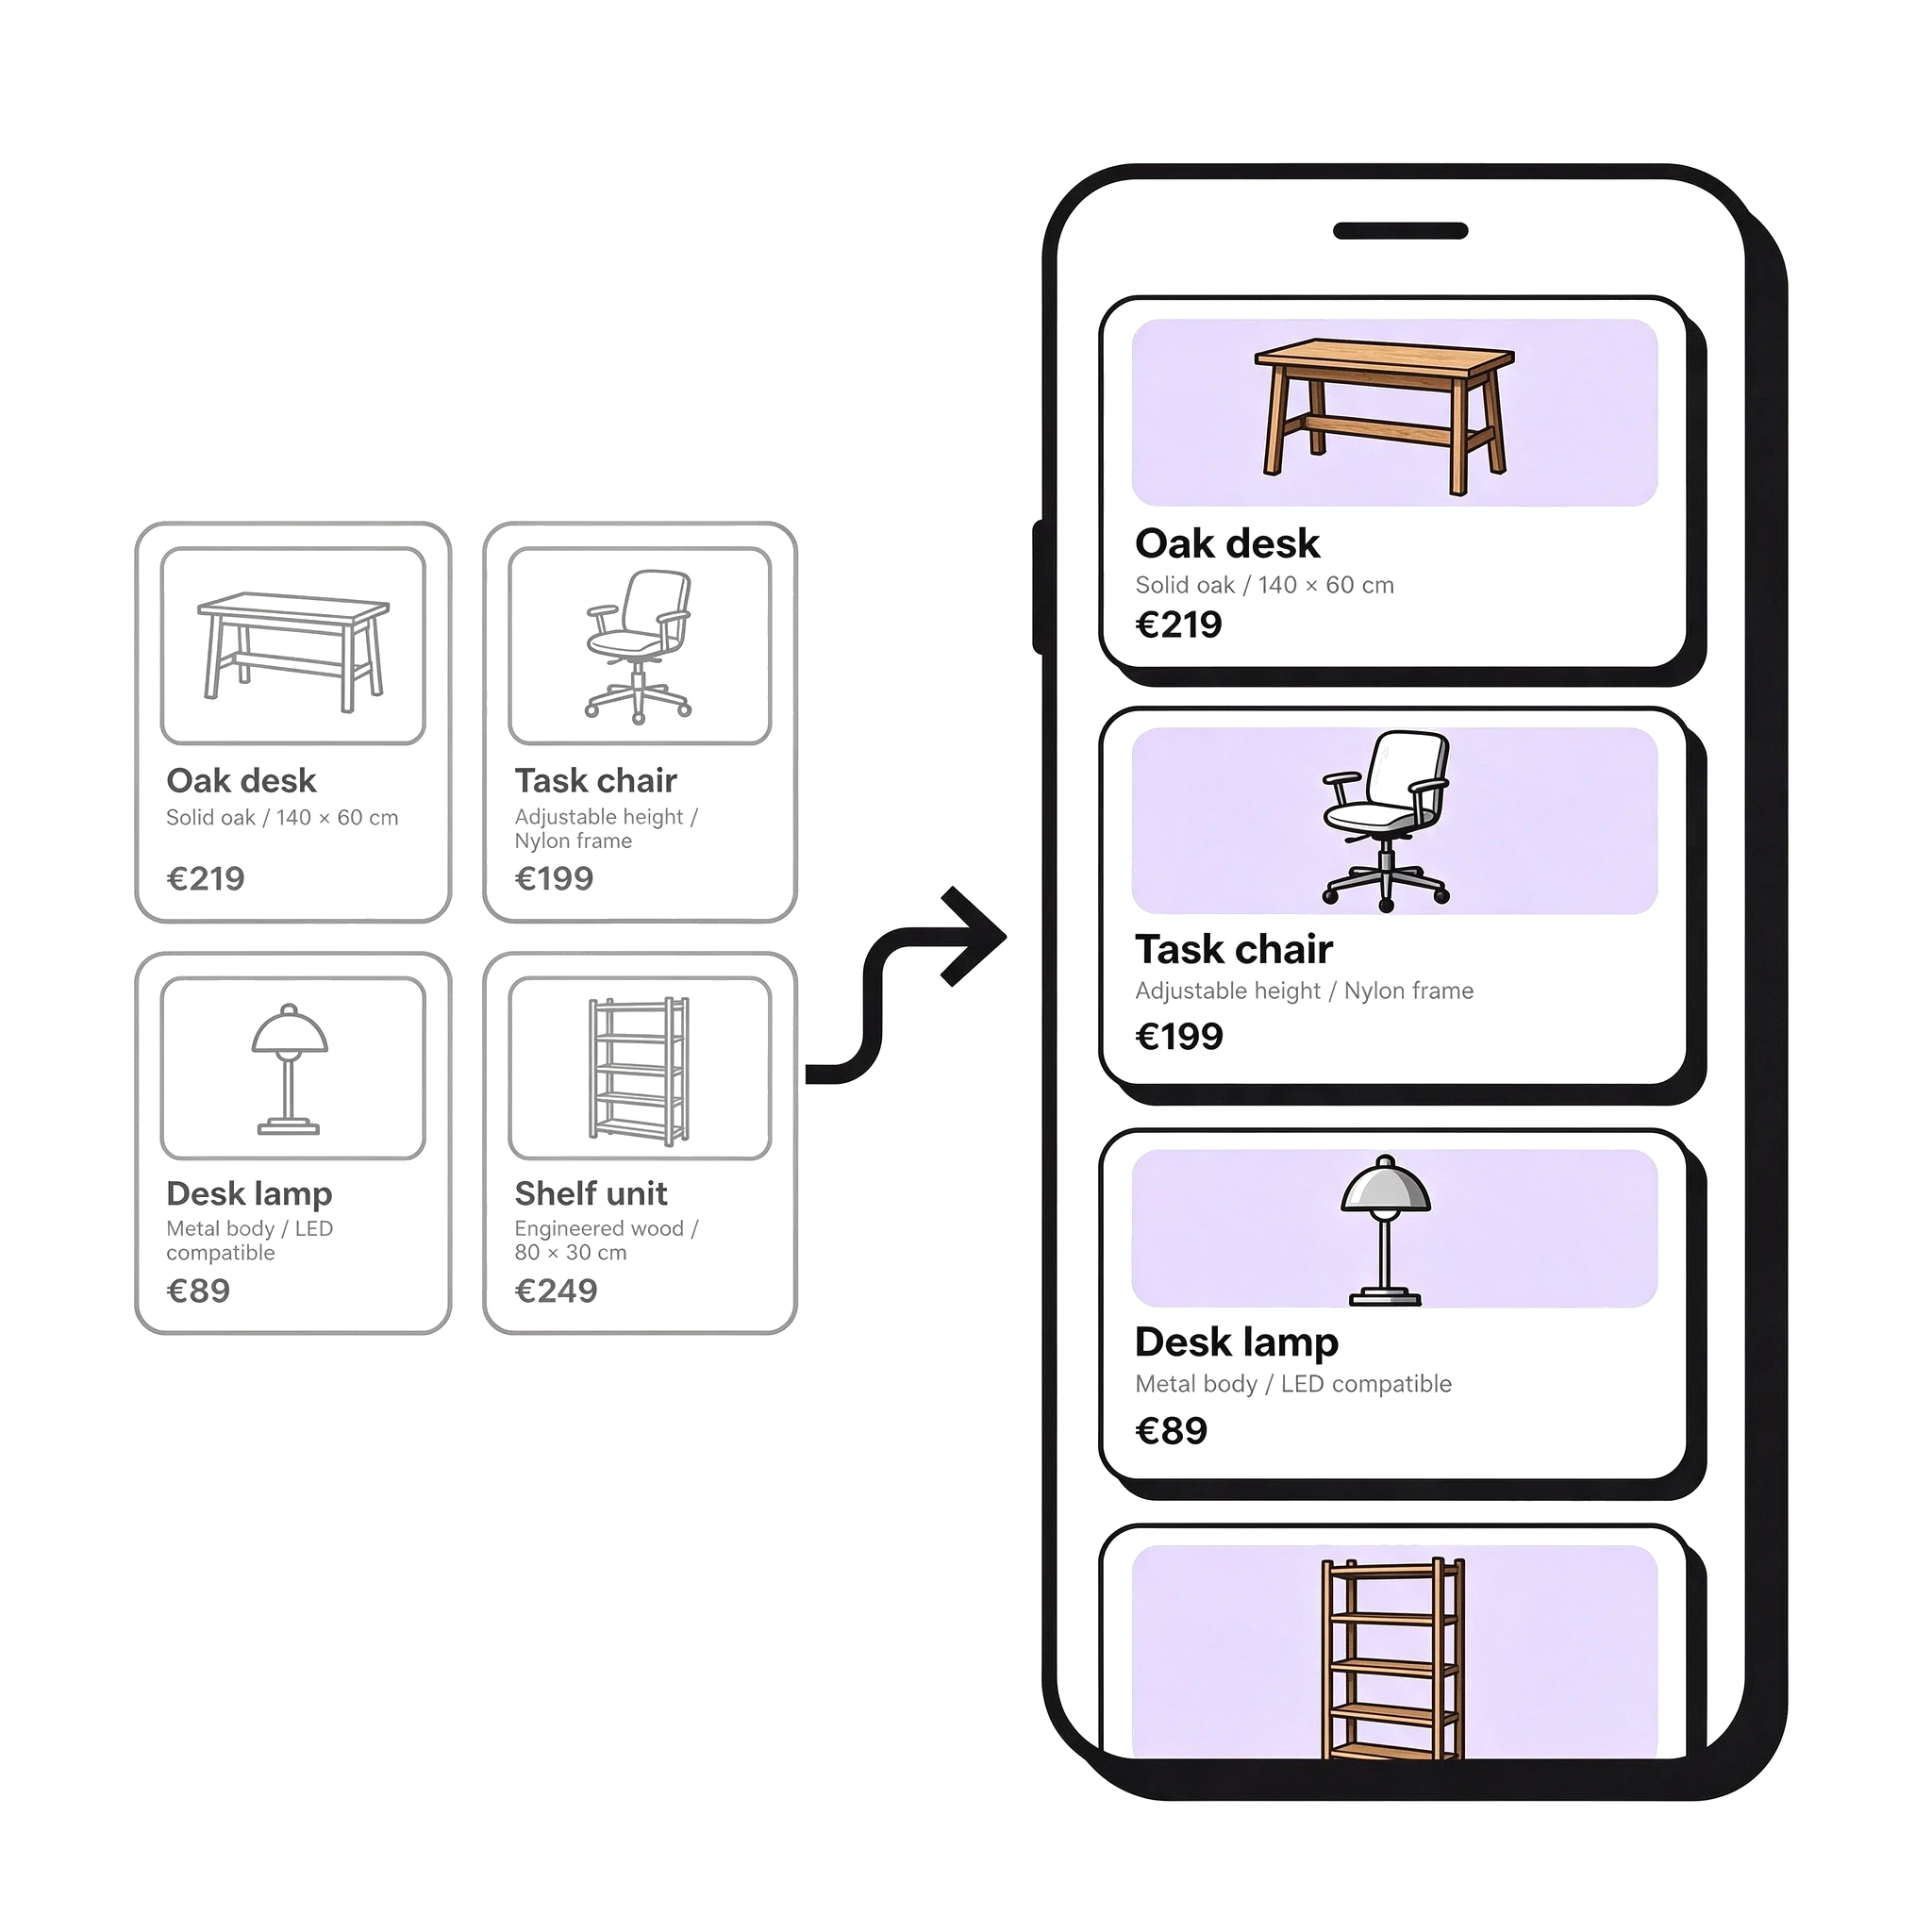 Oak desk
Solid oak / 140 × 60 cm
€219
Task chair
Adjustable height /
Nylon frame
€199
Desk lamp
Metal body / LED
compatible
€89
Shelf unit
Engineered wood /
80 × 30 cm
€249
Oak desk
Solid oak / 140 × 60 cm
€219
Task chair
Adjustable height / Nylon frame
€199
Desk lamp
Metal body / LED compatible
€89